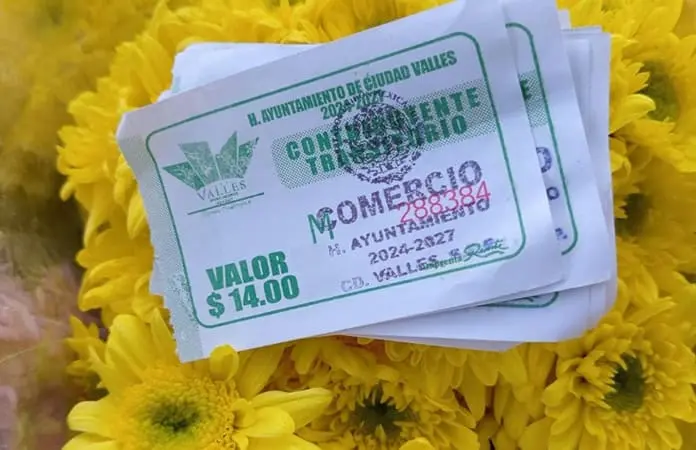 H. AYUNTAMIENTO DE CIUDAD VALLES
2024-2027
CONTRIBUYENTE
TRANSITORIO
VALLES
COMERCIO
M 288384
H. AYUNTAMIENTO
2024-2027
CD. VALLES, S.
VALOR
$ 14.00